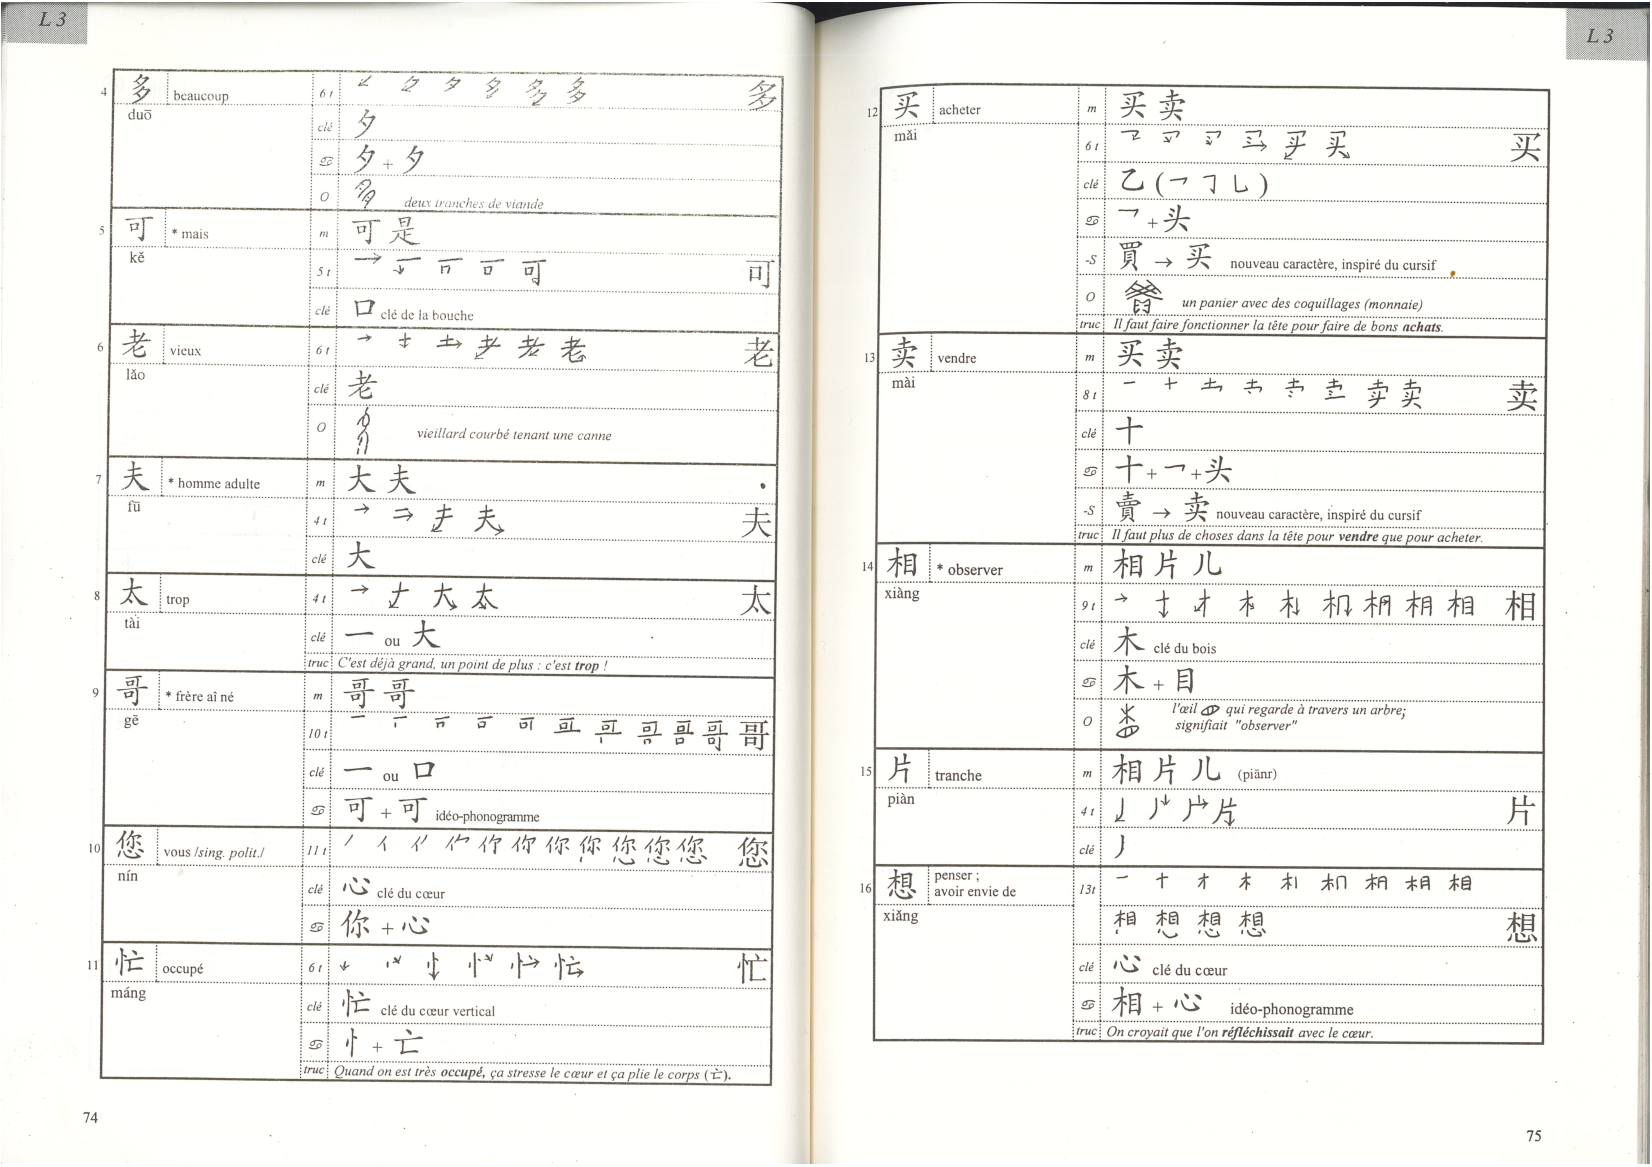 L 3
4 多 beaucoup 6 t 多
duō clé 夕
夕 + 夕
O deux tranches de viande
5 可 * mais m 可 是
kě 5 t 可
clé 口 clé de la bouche
6 老 vieux 6 t 老
lǎo clé 老
O vieillard courbé tenant une canne
7 夫 * homme adulte m 大 夫
fū 4 t 夫
clé 大
8 太 trop 4 t 太
tài clé 一 ou 大
truc C'est déjà grand, un point de plus : c'est trop !
9 哥 * frère aî né m 哥 哥
gē 10 t 哥
clé 一 ou 口
可 + 可 idéo-phonogramme
10 您 vous /sing. polit./ 11 t 您
nín clé 心 clé du cœur
你 + 心
11 忙 occupé 6 t 忙
máng clé 忙 clé du cœur vertical
忄 + 亡
truc Quand on est très occupé, ça stresse le cœur et ça plie le corps (亡).
74
L 3
12 买 acheter m 买 卖
mǎi 6 t 买
clé 乙 (乛 ㇆ 乚)
乛 + 头
-S 買 → 买 nouveau caractère, inspiré du cursif
O un panier avec des coquillages (monnaie)
truc Il faut faire fonctionner la tête pour faire de bons achats.
13 卖 vendre m 买 卖
mài 8 t 卖
clé 十
十 + 乛 + 头
-S 賣 → 卖 nouveau caractère, inspiré du cursif
truc Il faut plus de choses dans la tête pour vendre que pour acheter.
14 相 * observer m 相 片 儿
xiàng 9 t 相
clé 木 clé du bois
木 + 目
O l'œil qui regarde à travers un arbre;
signifiait "observer"
15 片 tranche m 相 片 儿 (piānr)
piàn 4 t 片
clé 丿
16 想 penser ;
avoir envie de 13t
xiǎng 想
clé 心 clé du cœur
相 + 心 idéo-phonogramme
truc On croyait que l'on réfléchissait avec le cœur.
75